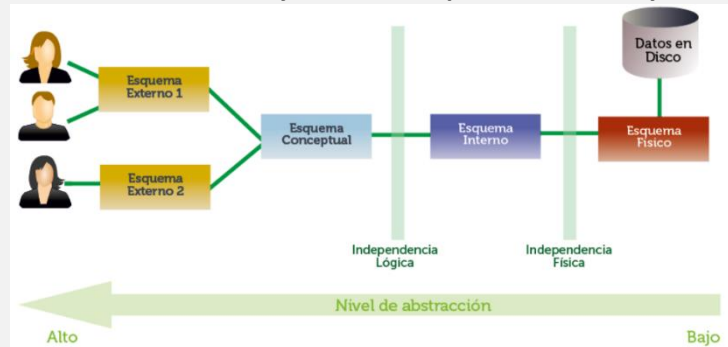 Datos en
Disco
Esquema
Externo 1
Esquema
Conceptual
Esquema
Interno
Esquema
Físico
Esquema
Externo 2
Independencia
Lógica
Independencia
Física
Nivel de abstracción
Alto
Bajo